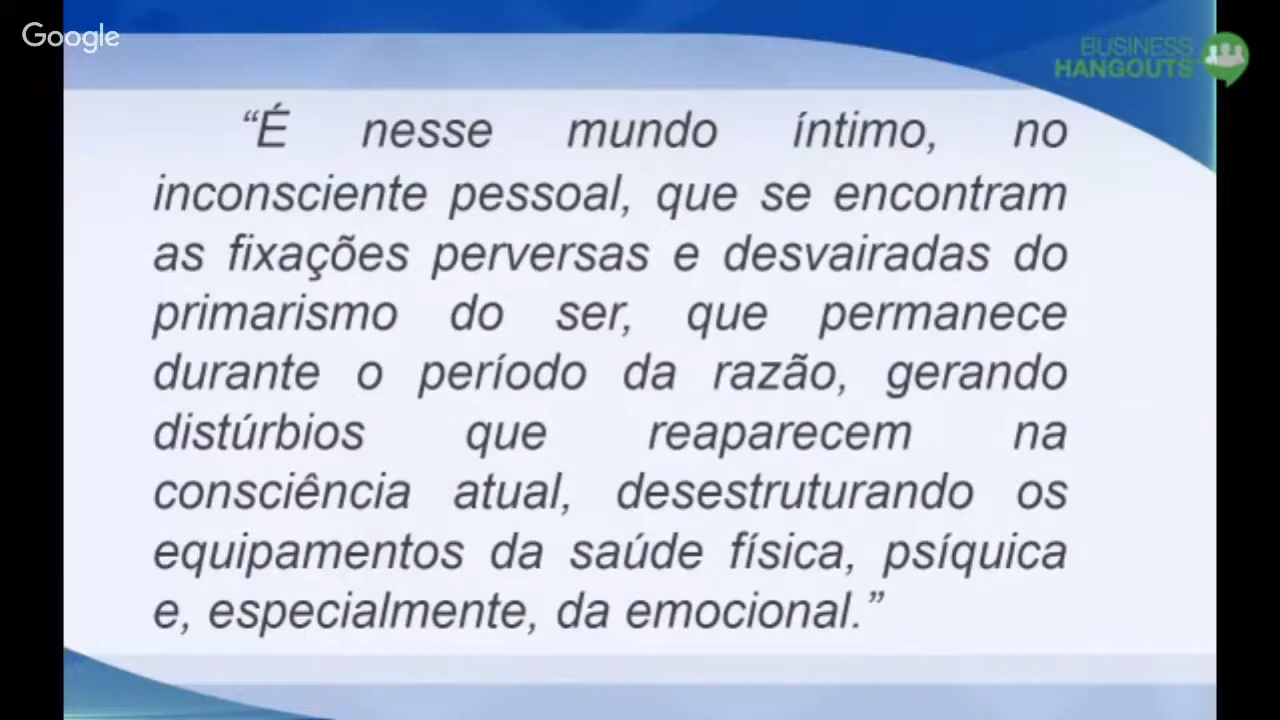 Google
BUSINESS
HANGOUTS
“É nesse mundo íntimo, no
inconsciente pessoal, que se encontram
as fixações perversas e desvairadas do
primarismo do ser, que permanece
durante o período da razão, gerando
distúrbios que reaparecem na
consciência atual, desestruturando os
equipamentos da saúde física, psíquica
e, especialmente, da emocional.”